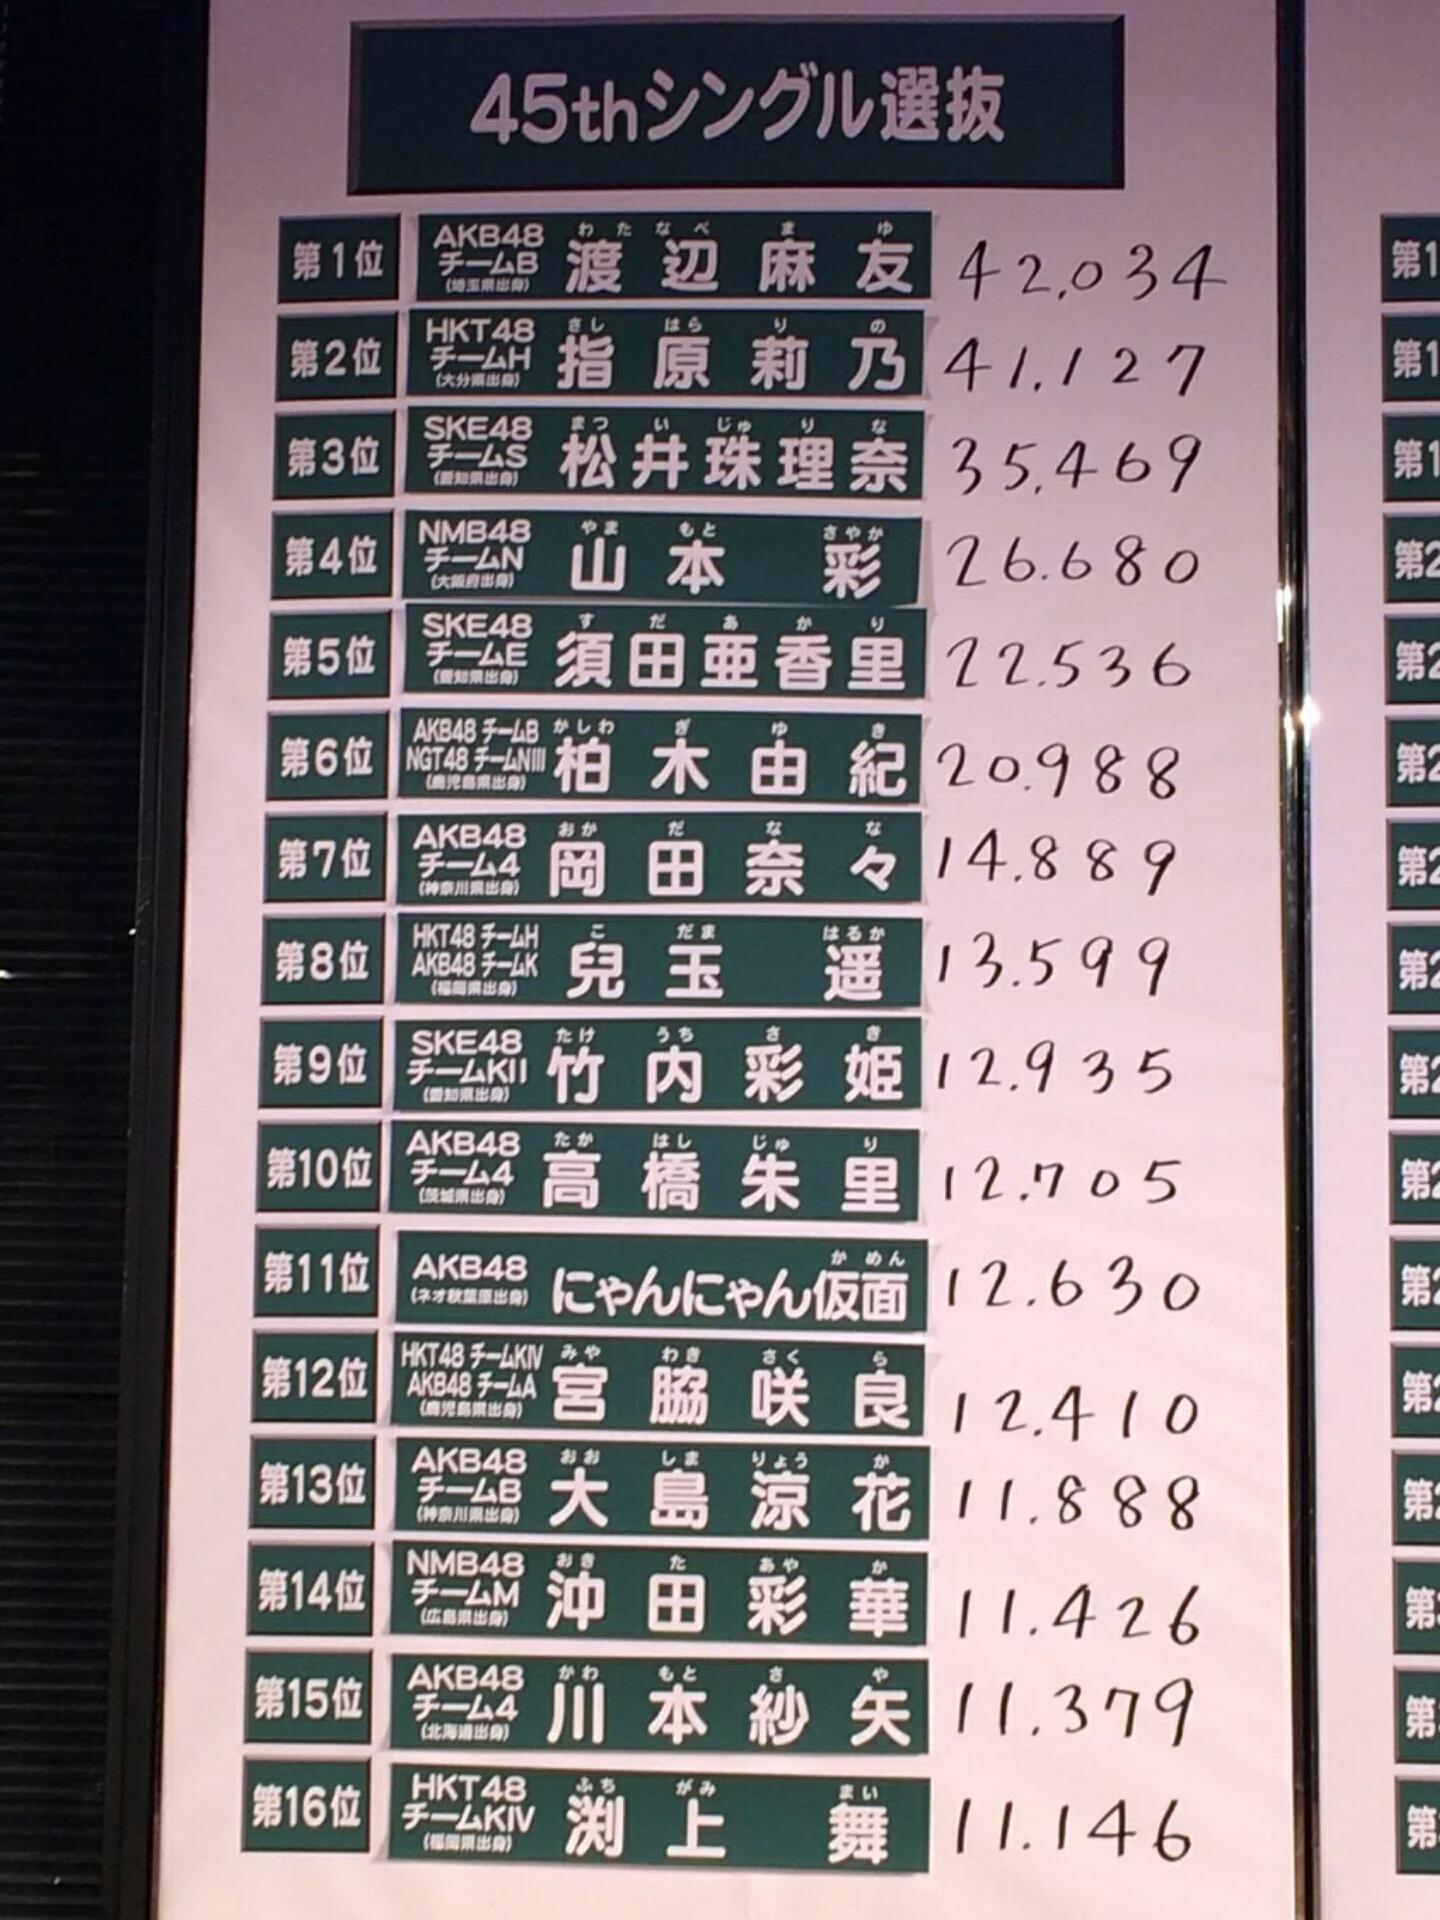 45thシングル選抜
第1位 AKB48 チームB (埼玉県出身) 渡辺麻友 わたなべまゆ 42,034
第2位 HKT48 チームH (大分県出身) 指原莉乃 さしはらりの 41,127
第3位 SKE48 チームS (愛知県出身) 松井珠理奈 まついじゅりな 35,469
第4位 NMB48 チームN (大阪府出身) 山本彩 やまもとさやか 26.680
第5位 SKE48 チームE (愛知県出身) 須田亜香里 すだあかり 22.536
第6位 AKB48 チームB NGT48 チームNIII (鹿児島県出身) 柏木由紀 かしわぎゆき 20.988
第7位 AKB48 チーム4 (神奈川県出身) 岡田奈々 おかだなな 14.889
第8位 HKT48 チームH AKB48 チームK (福岡県出身) 兒玉遥 こだまはるか 13.599
第9位 SKE48 チームKII (愛知県出身) 竹内彩姫 たけうちさき 12.935
第10位 AKB48 チーム4 (茨城県出身) 高橋朱里 たかはしじゅり 12.705
第11位 AKB48 (ネオ秋葉原出身) にゃんにゃん仮面 かめん 12.630
第12位 HKT48 チームKIV AKB48 チームA (鹿児島県出身) 宮脇咲良 みやわきさくら 12.410
第13位 AKB48 チームB (神奈川県出身) 大島涼花 おおしまりょうか 11.888
第14位 NMB48 チームM (広島県出身) 沖田彩華 おきたあやか 11.426
第15位 AKB48 チーム4 (北海道出身) 川本紗矢 かわもとさや 11.379
第16位 HKT48 チームKIV (福岡県出身) 渕上舞 ふちがみまい 11.146